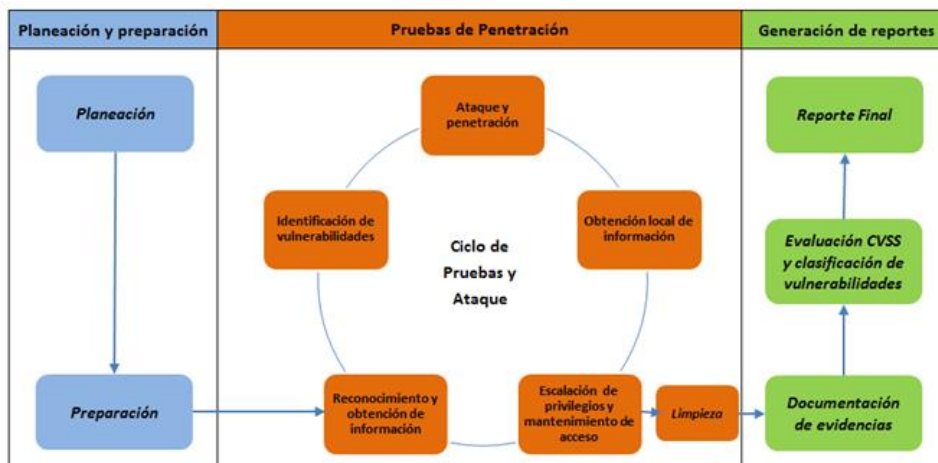 Planeación y preparación
Pruebas de Penetración
Generación de reportes
Planeación
Preparación
Ataque y
penetración
Identificación de
vulnerabilidades
Obtención local de
información
Ciclo de
Pruebas y
Ataque
Reconocimiento y
obtención de
información
Escalación de
privilegios y
mantenimiento de
acceso
Limpieza
Reporte Final
Evaluación CVSS
y clasificación de
vulnerabilidades
Documentación
de evidencias